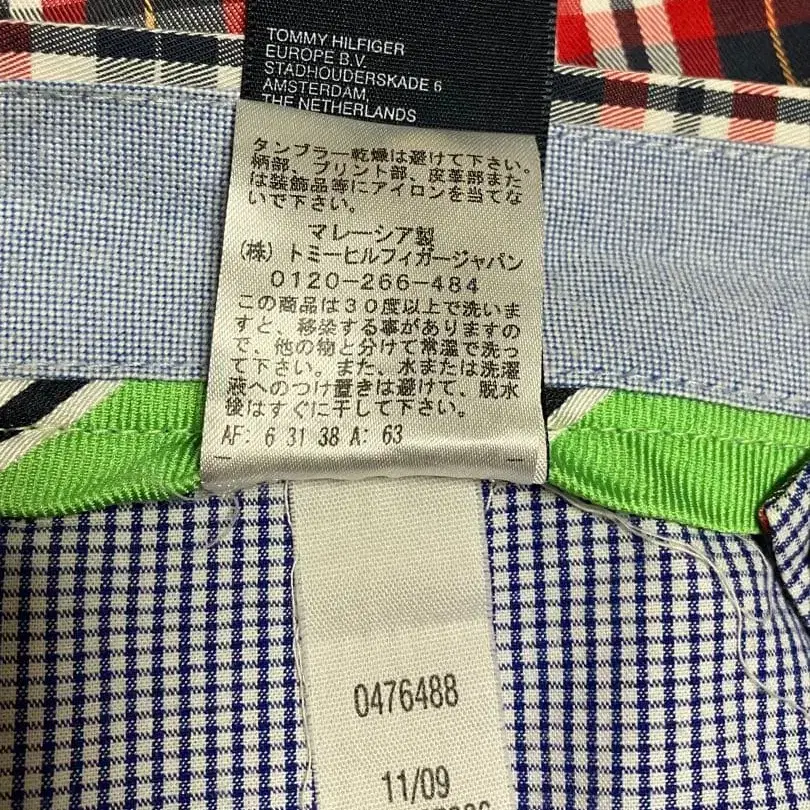 TOMMY HILFIGER
EUROPE B.V.
STADHOUDERSKADE 6
AMSTERDAM,
THE NETHERLANDS
タンブラー乾燥は避けて下さい。
柄部、プリント部、皮革部また
は装飾品等にアイロンを当てな
いで下さい。
マレーシア製
(株) トミーヒルフィガージャパン
0120-266-484
この商品は30度以上で洗いま
すと、移染する事がありますの
で、他の物と分けて常温で洗っ
て下さい。また、水または洗濯
液へのつけ置きは避けて、脱水
後はすぐに干して下さい。
AF: 6 31 38 A: 63
0476488
11/09